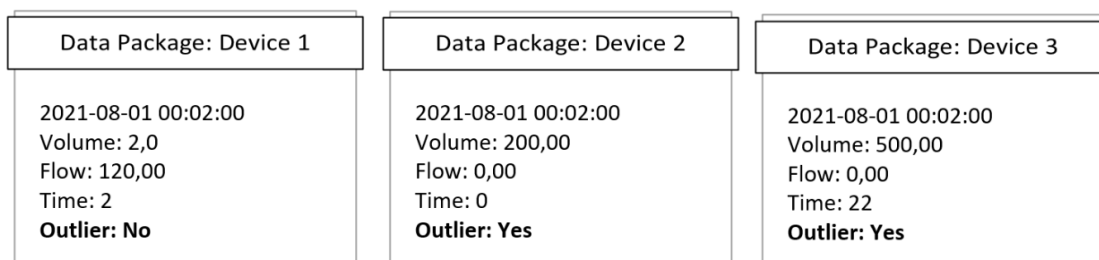 Data Package: Device 1
2021-08-01 00:02:00
Volume: 2,0
Flow: 120,00
Time: 2
Outlier: No
Data Package: Device 2
2021-08-01 00:02:00
Volume: 200,00
Flow: 0,00
Time: 0
Outlier: Yes
Data Package: Device 3
2021-08-01 00:02:00
Volume: 500,00
Flow: 0,00
Time: 22
Outlier: Yes